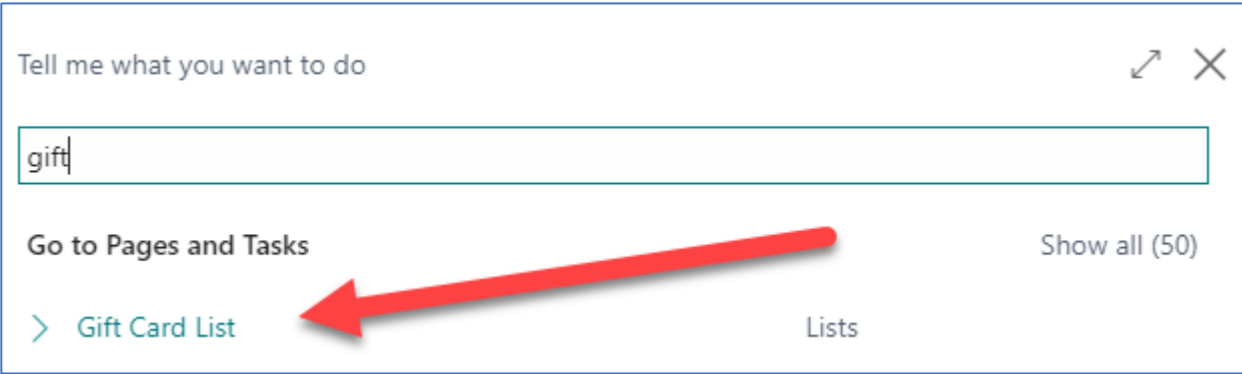 Tell me what you want to do
gift
Go to Pages and Tasks Show all (50)
Gift Card List Lists